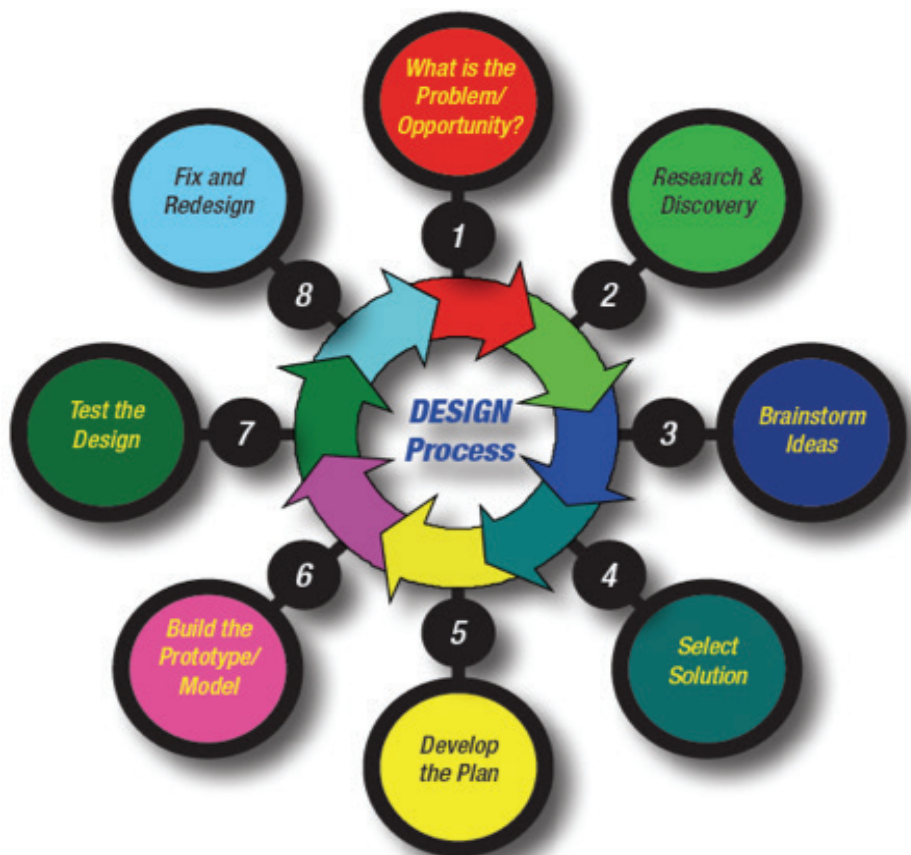 What is the
Problem/
Opportunity?
1
Research &
Discovery
2
Brainstorm
Ideas
3
Select
Solution
4
Develop
the Plan
5
Build the
Prototype/
Model
6
Test the
Design
7
Fix and
Redesign
8
DESIGN
Process